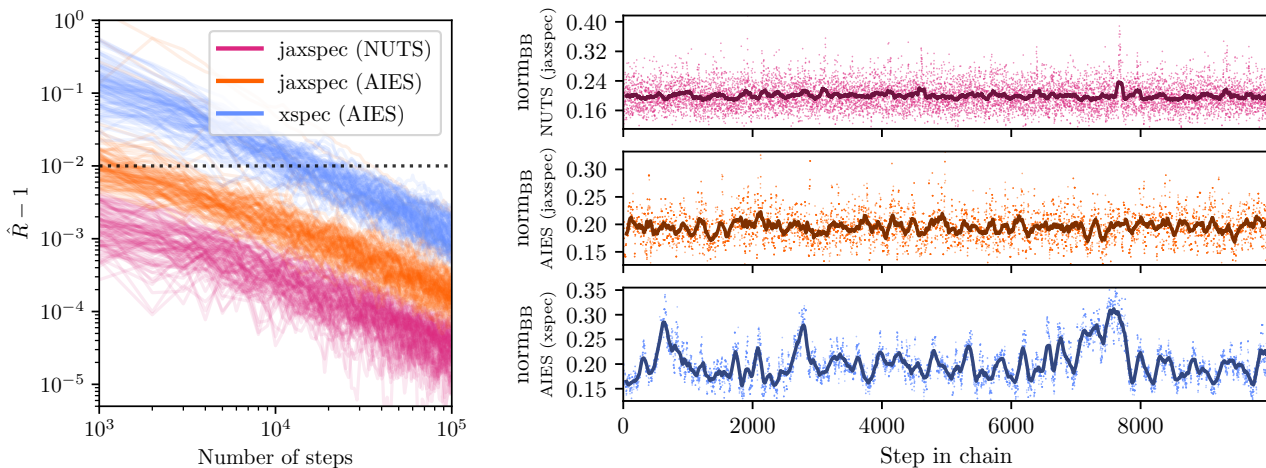 10^0
10^-1
10^-2
10^-3
10^-4
10^-5
R̂ − 1
jaxspec (NUTS)
jaxspec (AIES)
xspec (AIES)
10^3
10^4
10^5
Number of steps
norm_BB
NUTS (jaxspec)
0.40
0.32
0.24
0.16
norm_BB
AIES (jaxspec)
0.30
0.25
0.20
0.15
norm_BB
AIES (xspec)
0.35
0.30
0.25
0.20
0.15
0
2000
4000
6000
8000
Step in chain